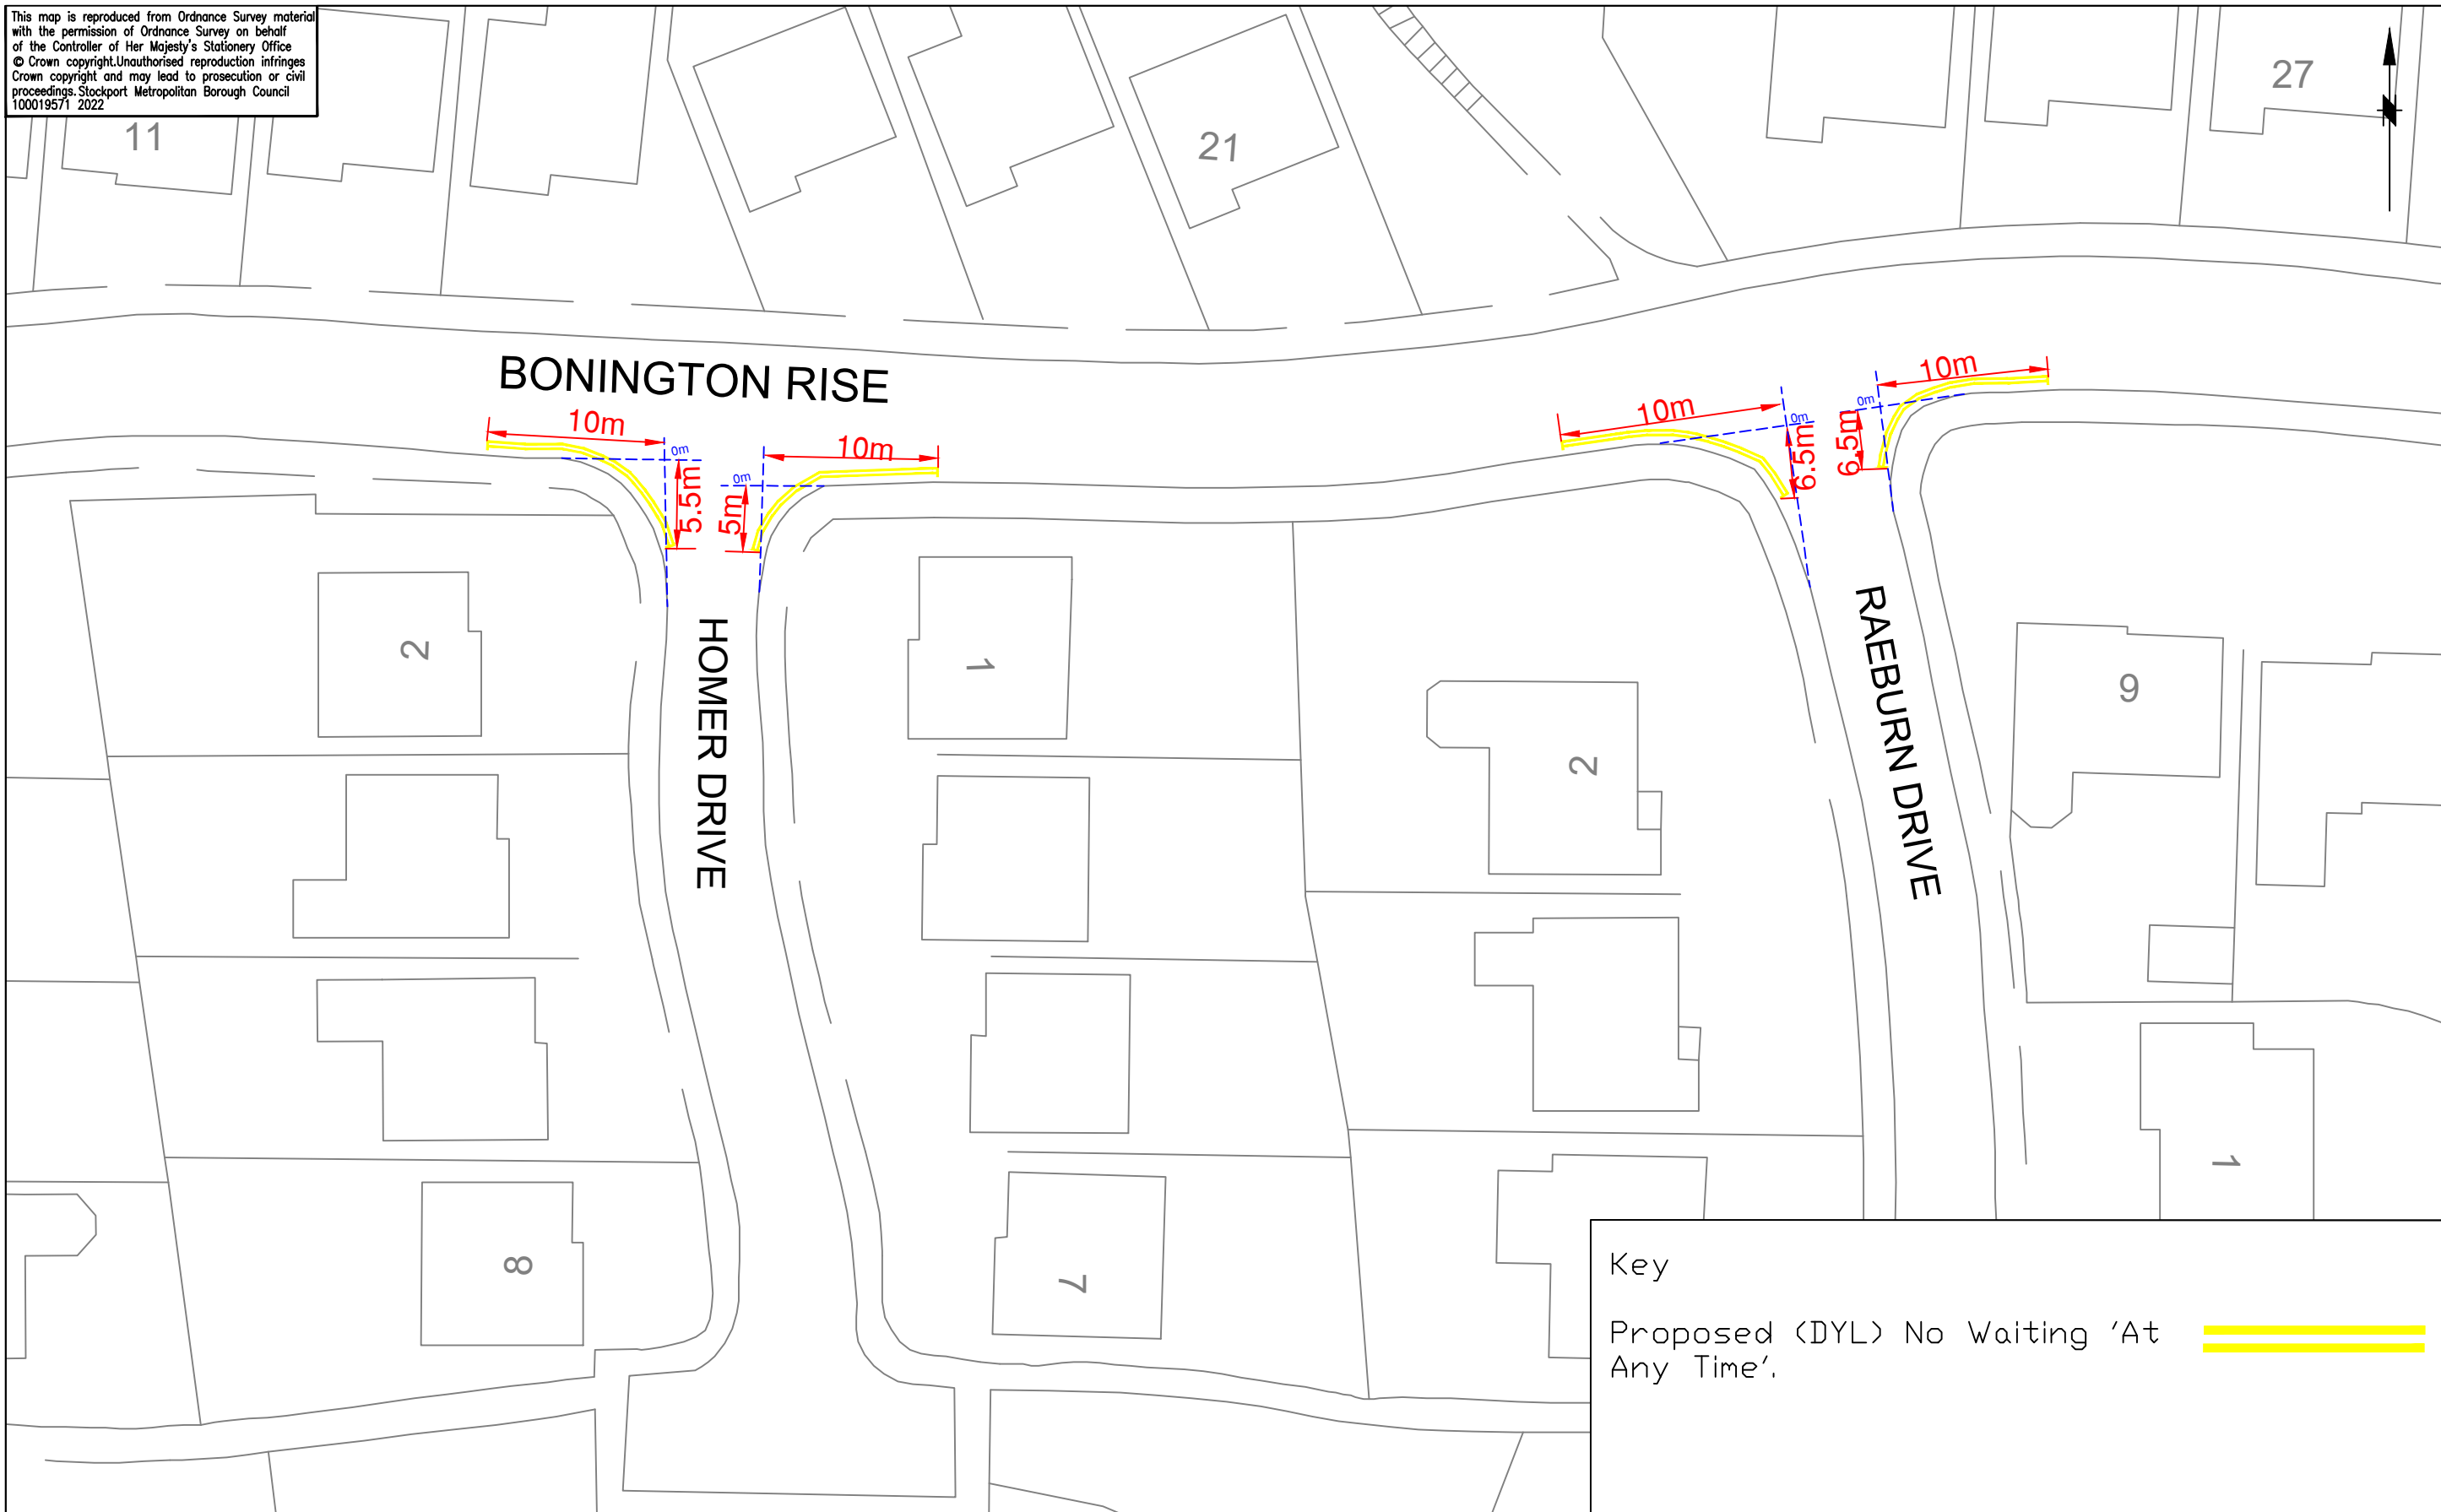 This map is reproduced from Ordnance Survey material
with the permission of Ordnance Survey on behalf
of the Controller of Her Majesty's Stationery Office
© Crown copyright.Unauthorised reproduction infringes
Crown copyright and may lead to prosecution or civil
proceedings. Stockport Metropolitan Borough Council
100019571 2022
11
21
27
BONINGTON RISE
10m
0m
5.5m
10m
0m
5m
10m
0m
6.5m
10m
0m
6.5m
HOMER DRIVE
RAEBURN DRIVE
2
1
2
9
8
7
1
Key
Proposed (DYL) No Waiting 'At
Any Time'.